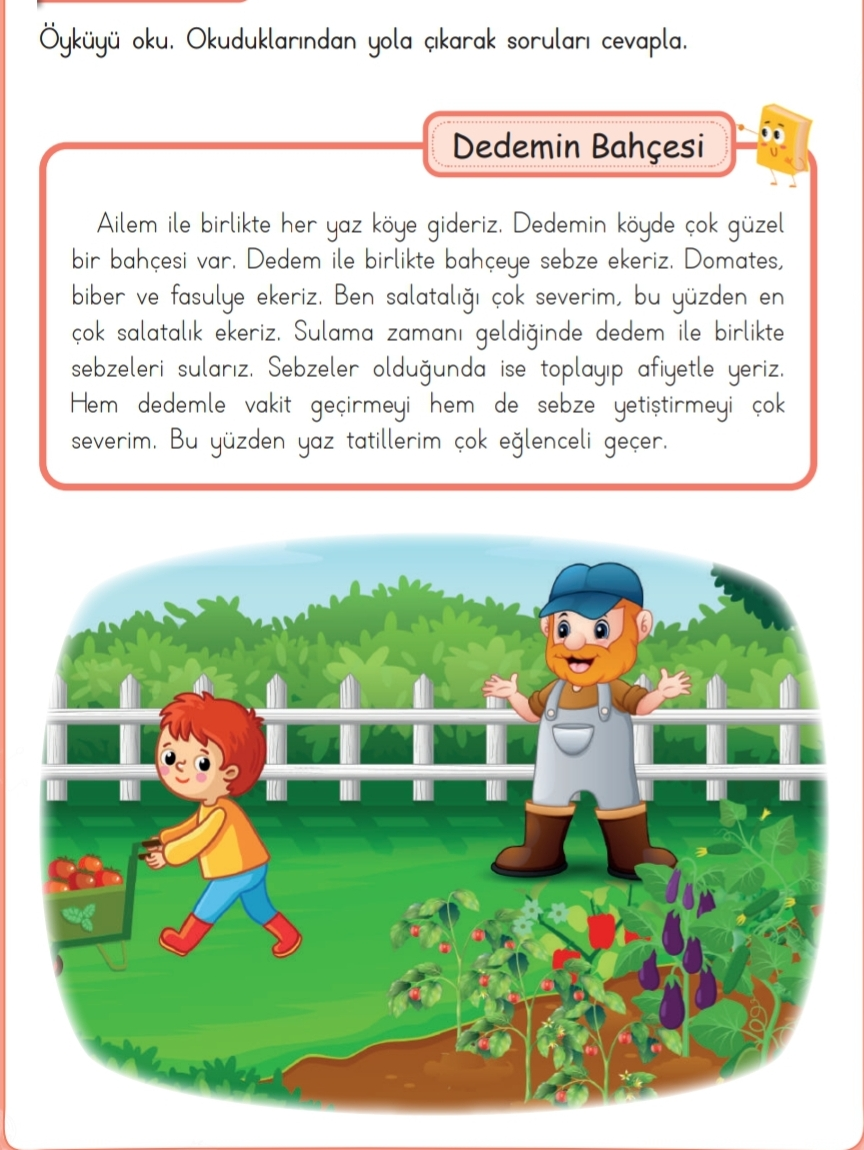 Öyküyü oku. Okuduklarından yola çıkarak soruları cevapla.
Dedemin Bahçesi
Ailem ile birlikte her yaz köye gideriz. Dedemin köyde çok güzel
bir bahçesi var. Dedem ile birlikte bahçeye sebze ekeriz. Domates,
biber ve fasulye ekeriz. Ben salatalığı çok severim, bu yüzden en
çok salatalık ekeriz. Sulama zamanı geldiğinde dedem ile birlikte
sebzeleri sularız. Sebzeler olduğunda ise toplayıp afiyetle yeriz.
Hem dedemle vakit geçirmeyi hem de sebze yetiştirmeyi çok
severim. Bu yüzden yaz tatillerim çok eğlenceli geçer.